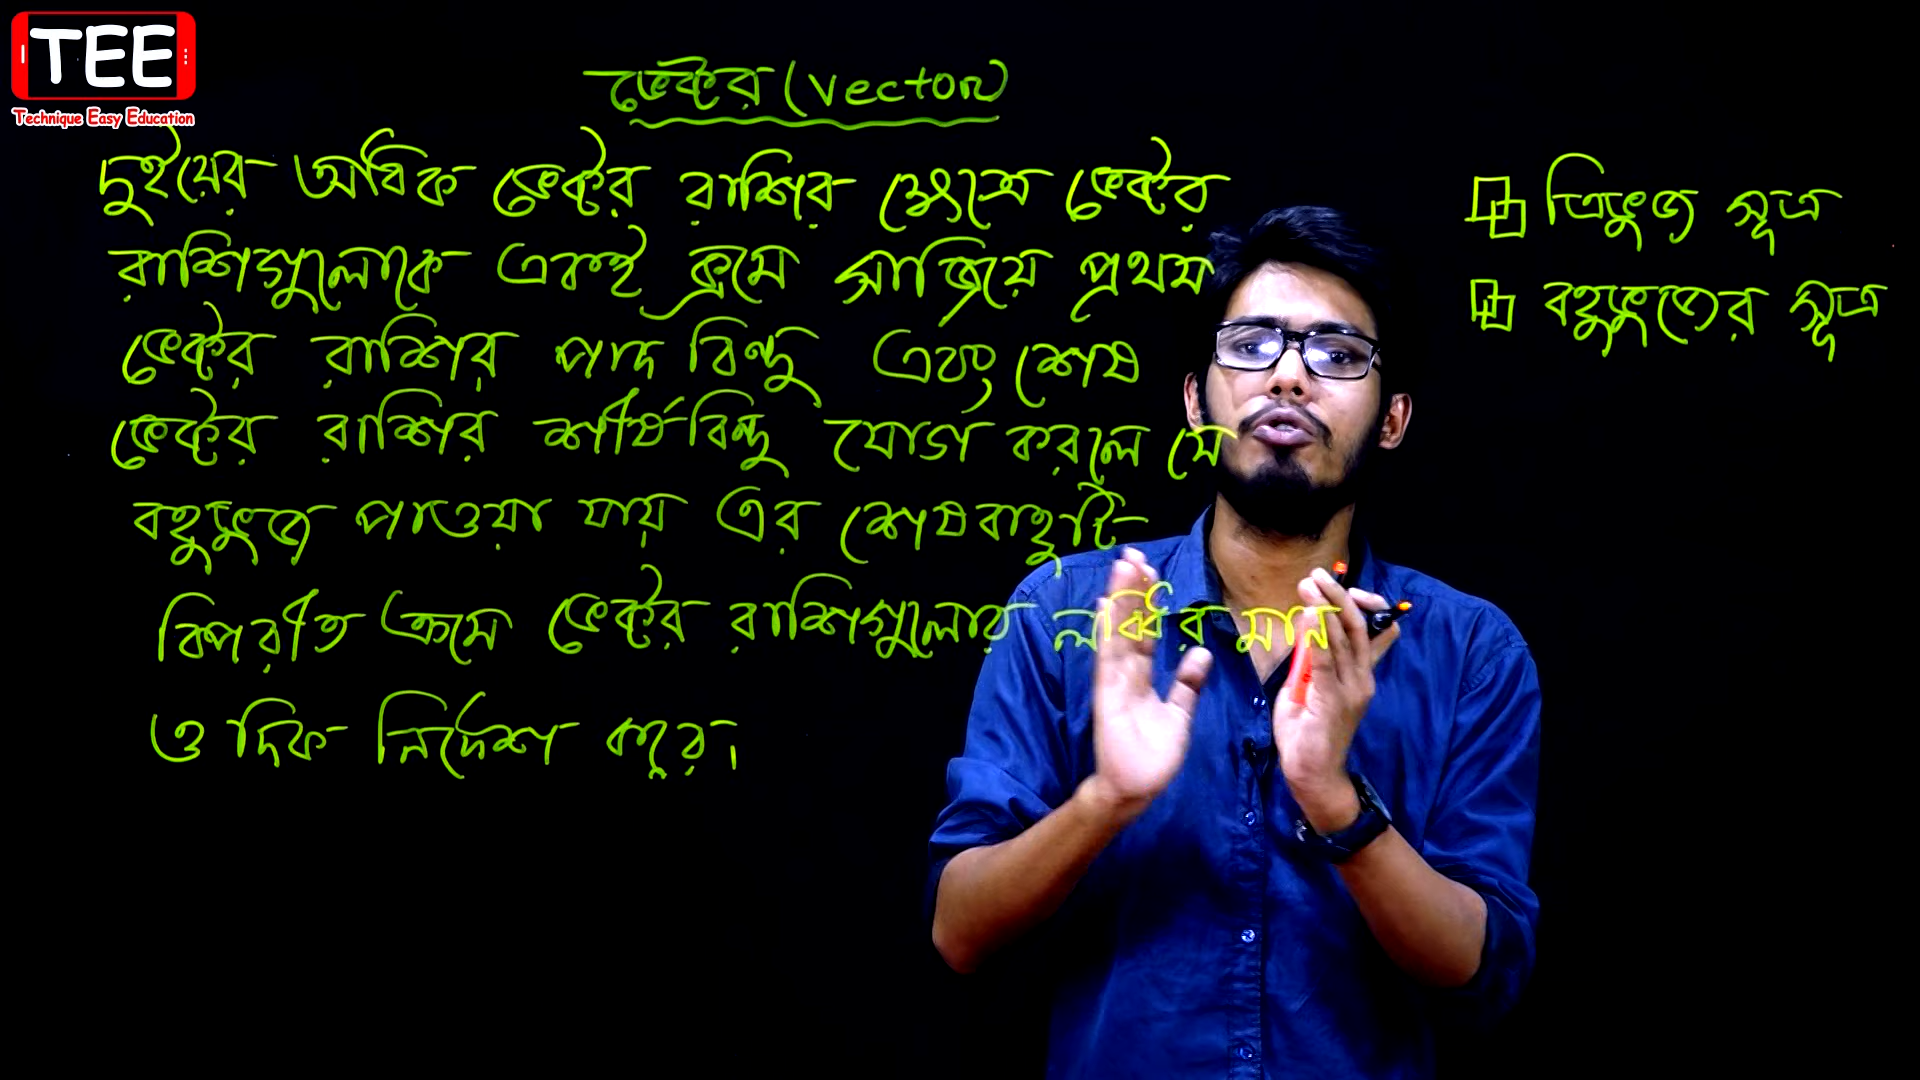 TEE
Technique Easy Education
ভেক্টর (Vector)
দুইয়ের অধিক ভেক্টর রাশির ক্ষেত্রে ভেক্টর
রাশিগুলোকে একই ক্রমে সাজিয়ে প্রথম
ভেক্টর রাশির পাদ বিন্দু এবং শেষ
ভেক্টর রাশির শীর্ষবিন্দু যোগ করলে যে
বহুভুজ পাওয়া যায় এর শেষবাহুটি
বিপরীত ক্রমে ভেক্টর রাশিগুলোর লব্ধির মান
ও দিক নির্দেশ করে।
ত্রিভুজ সূত্র
বহুভুজের সূত্র